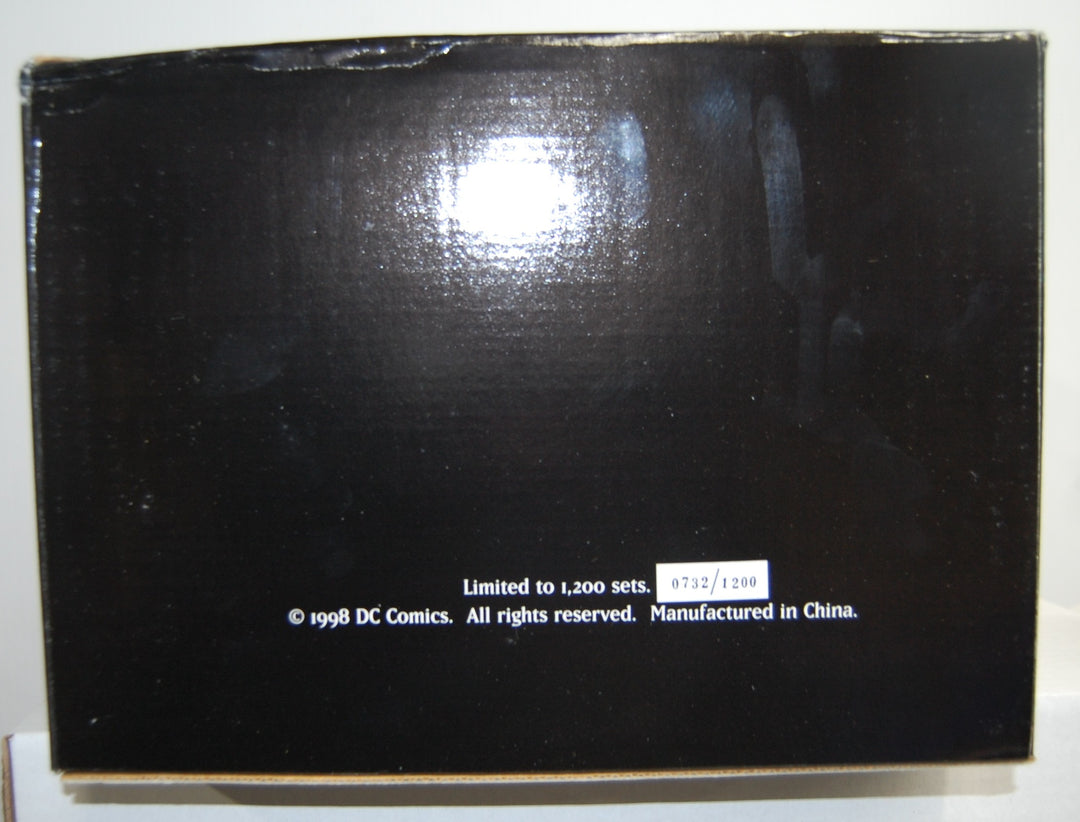 Limited to 1,200 sets. 0732/1200
© 1998 DC Comics. All rights reserved. Manufactured in China.